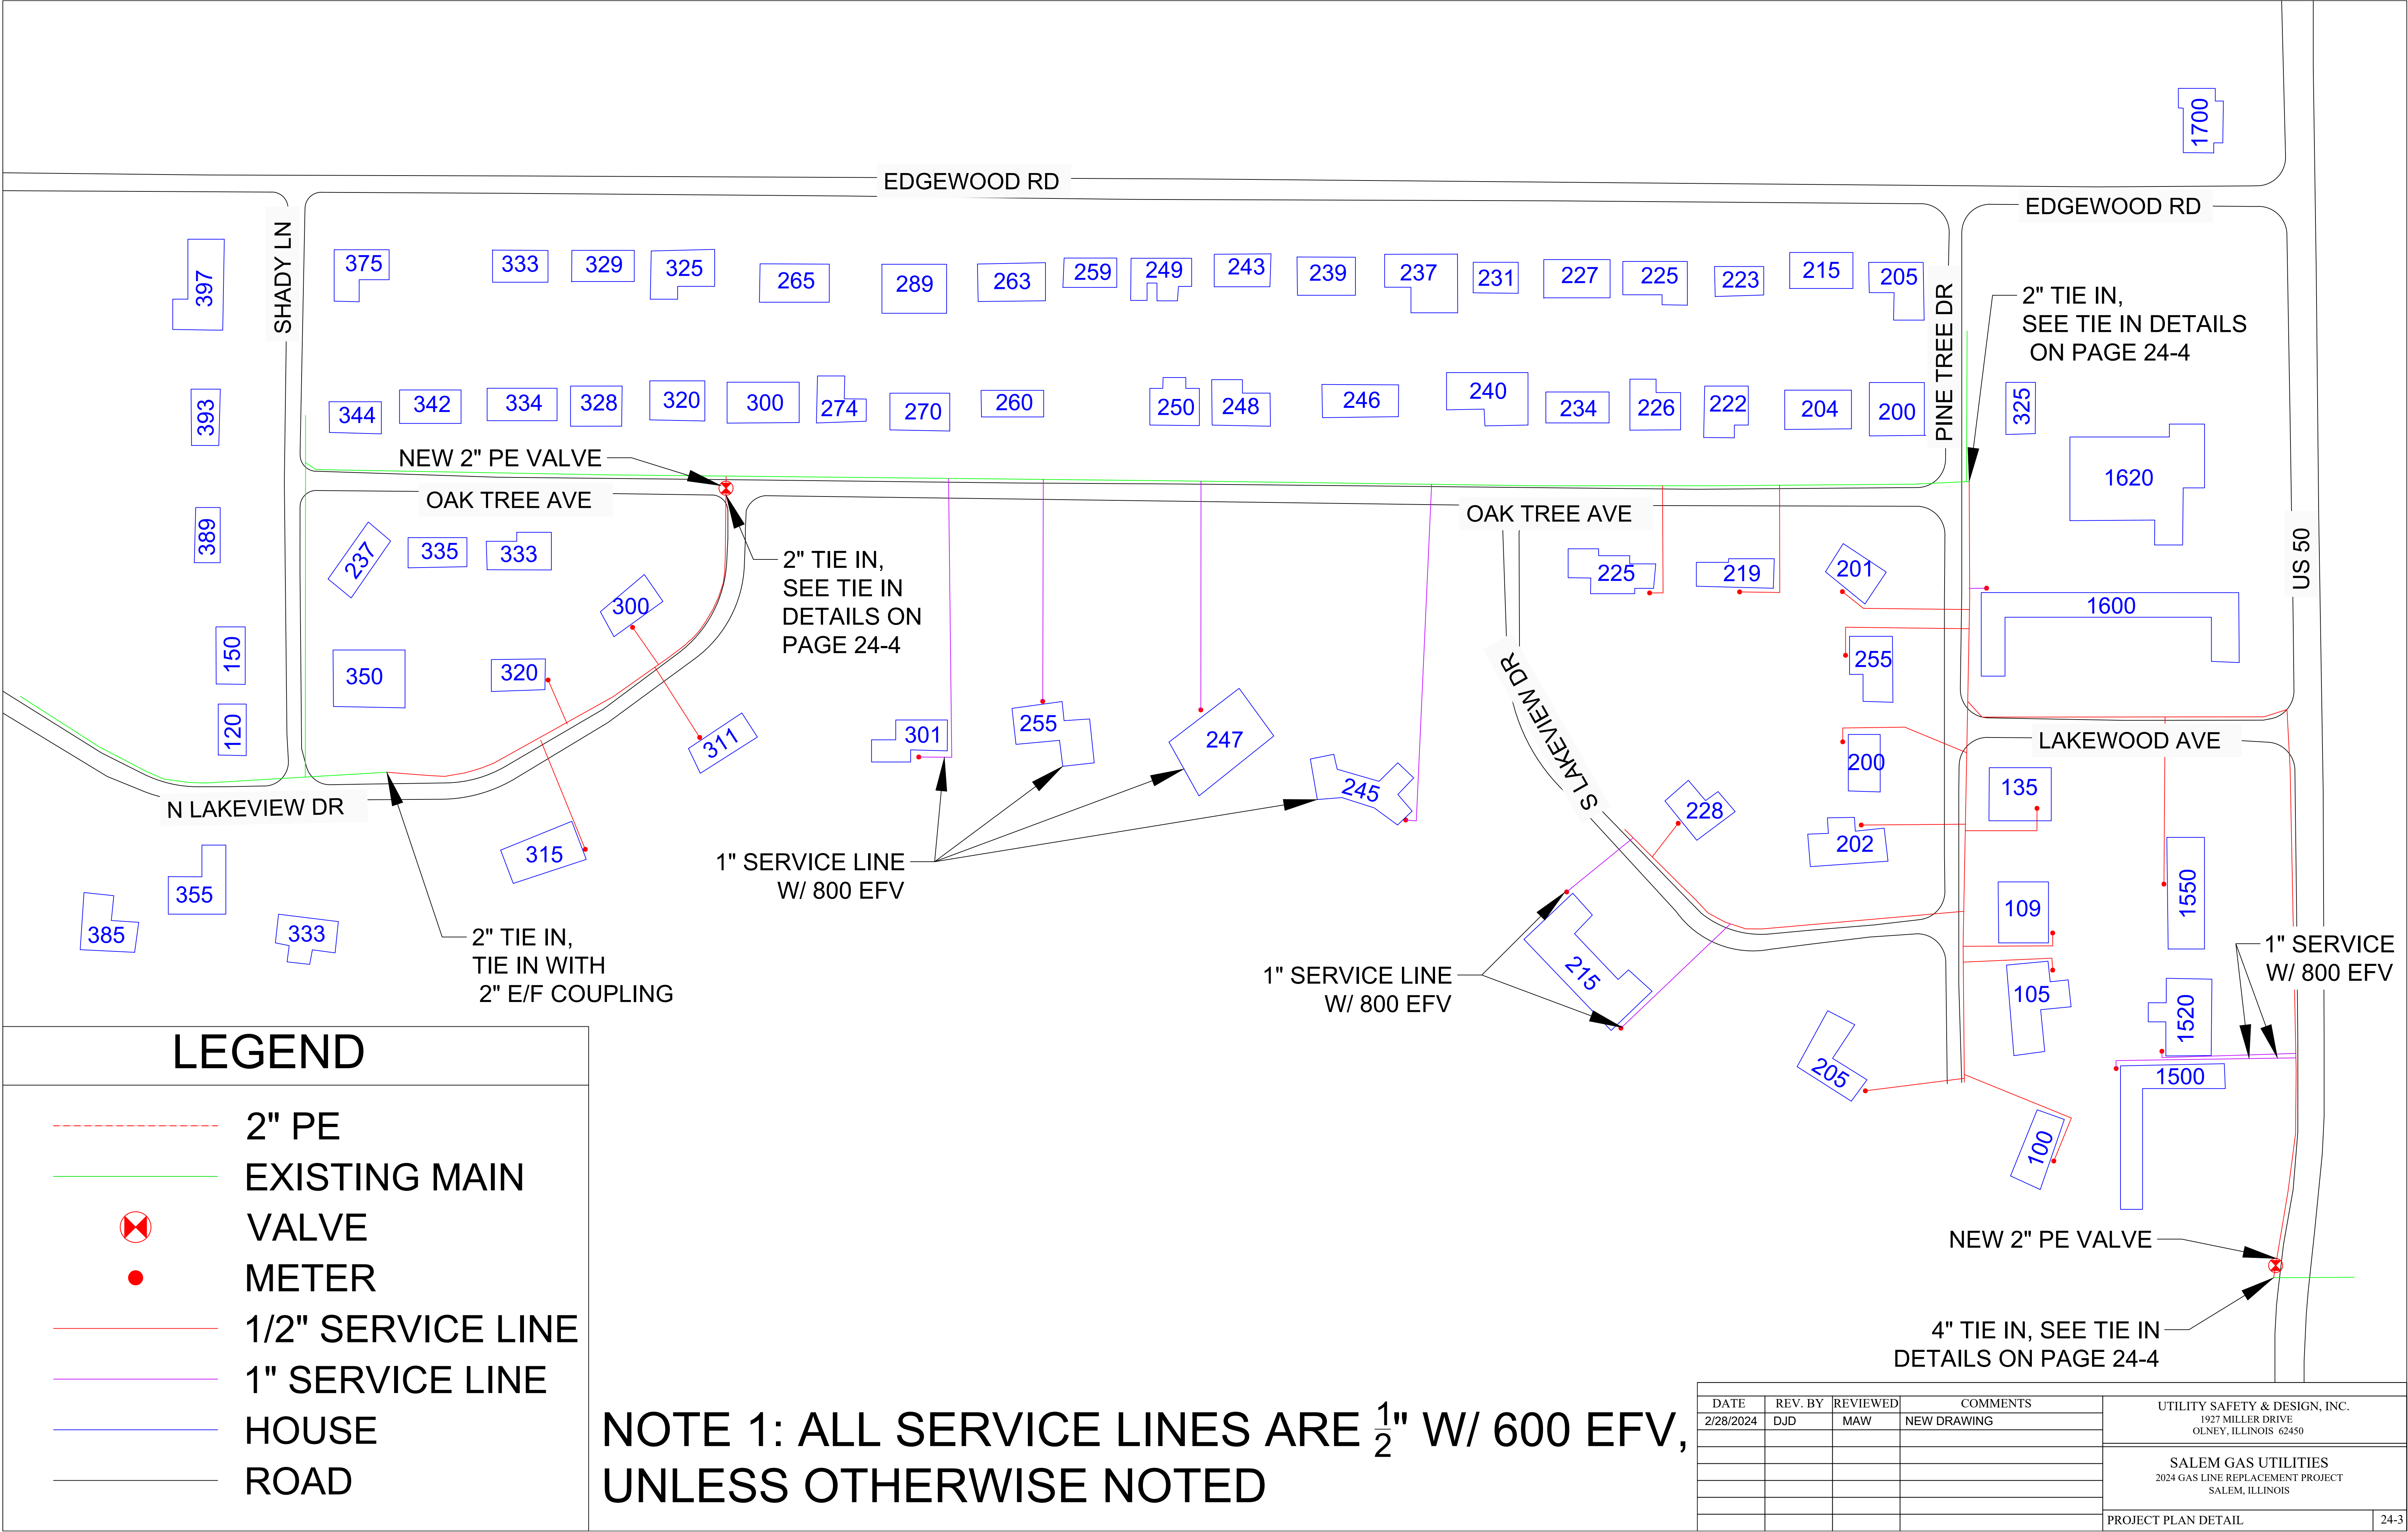 1700
EDGEWOOD RD
EDGEWOOD RD
SHADY LN
397
375
333
329
325
265
289
263
259
249
243
239
237
231
227
225
223
215
205
PINE TREE DR
2" TIE IN,
SEE TIE IN DETAILS
ON PAGE 24-4
393
344
342
334
328
320
300
274
270
260
250
248
246
240
234
226
222
204
200
325
1620
NEW 2" PE VALVE
OAK TREE AVE
OAK TREE AVE
389
237
335
333
2" TIE IN,
SEE TIE IN
DETAILS ON
PAGE 24-4
225
219
201
US 50
1600
300
150
350
320
255
120
311
301
255
247
245
S LAKEVIEW DR
200
LAKEWOOD AVE
135
N LAKEVIEW DR
315
228
202
1" SERVICE LINE
W/ 800 EFV
355
385
333
2" TIE IN,
TIE IN WITH
2" E/F COUPLING
109
1550
1" SERVICE
W/ 800 EFV
1" SERVICE LINE
W/ 800 EFV
215
105
1520
205
1500
100
NEW 2" PE VALVE
4" TIE IN, SEE TIE IN
DETAILS ON PAGE 24-4
LEGEND
2" PE
EXISTING MAIN
VALVE
METER
1/2" SERVICE LINE
1" SERVICE LINE
HOUSE
ROAD
NOTE 1: ALL SERVICE LINES ARE 1/2" W/ 600 EFV,
UNLESS OTHERWISE NOTED
DATE REV. BY REVIEWED COMMENTS
2/28/2024 DJD MAW NEW DRAWING
UTILITY SAFETY & DESIGN, INC.
1927 MILLER DRIVE
OLNEY, ILLINOIS 62450
SALEM GAS UTILITIES
2024 GAS LINE REPLACEMENT PROJECT
SALEM, ILLINOIS
PROJECT PLAN DETAIL 24-3